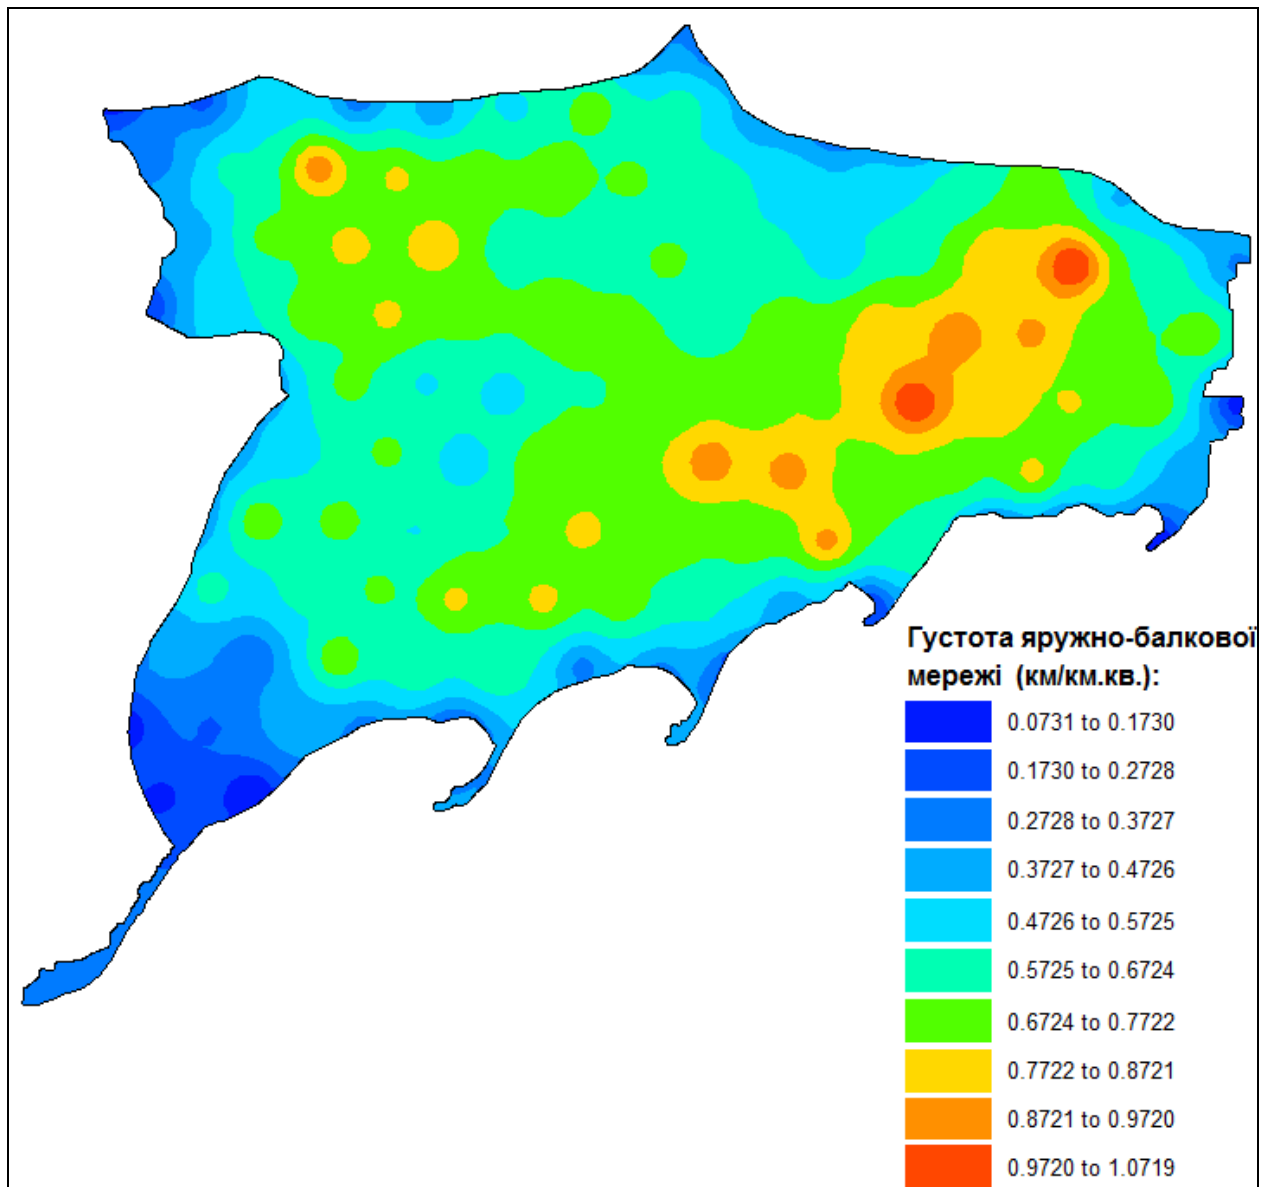 Густота яружно-балкової
мережі (км/км.кв.):
0.0731 to 0.1730
0.1730 to 0.2728
0.2728 to 0.3727
0.3727 to 0.4726
0.4726 to 0.5725
0.5725 to 0.6724
0.6724 to 0.7722
0.7722 to 0.8721
0.8721 to 0.9720
0.9720 to 1.0719